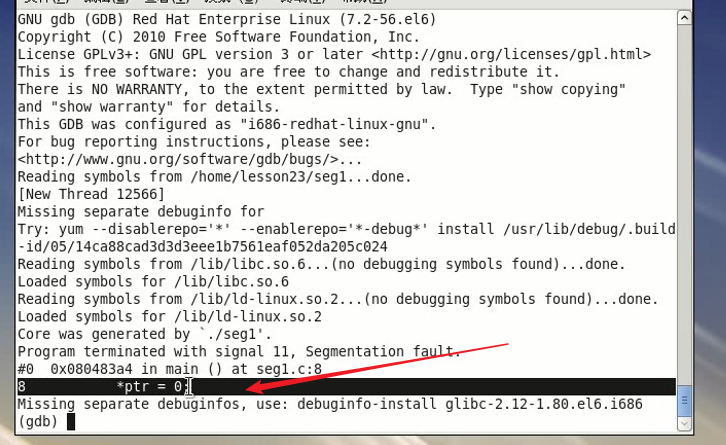 GNU gdb (GDB) Red Hat Enterprise Linux (7.2-56.el6)
Copyright (C) 2010 Free Software Foundation, Inc.
License GPLv3+: GNU GPL version 3 or later <http://gnu.org/licenses/gpl.html>
This is free software: you are free to change and redistribute it.
There is NO WARRANTY, to the extent permitted by law.  Type "show copying"
and "show warranty" for details.
This GDB was configured as "i686-redhat-linux-gnu".
For bug reporting instructions, please see:
<http://www.gnu.org/software/gdb/bugs/>...
Reading symbols from /home/lesson23/seg1...done.
[New Thread 12566]
Missing separate debuginfo for
Try: yum --disablerepo='*' --enablerepo='*-debug*' install /usr/lib/debug/.build
-id/05/14ca88cad3d3d3eee1b7561eaf052da205c024
Reading symbols from /lib/libc.so.6...(no debugging symbols found)...done.
Loaded symbols for /lib/libc.so.6
Reading symbols from /lib/ld-linux.so.2...(no debugging symbols found)...done.
Loaded symbols for /lib/ld-linux.so.2
Core was generated by `./seg1'.
Program terminated with signal 11, Segmentation fault.
#0  0x080483a4 in main () at seg1.c:8
8          *ptr = 0;
Missing separate debuginfos, use: debuginfo-install glibc-2.12-1.80.el6.i686
(gdb)